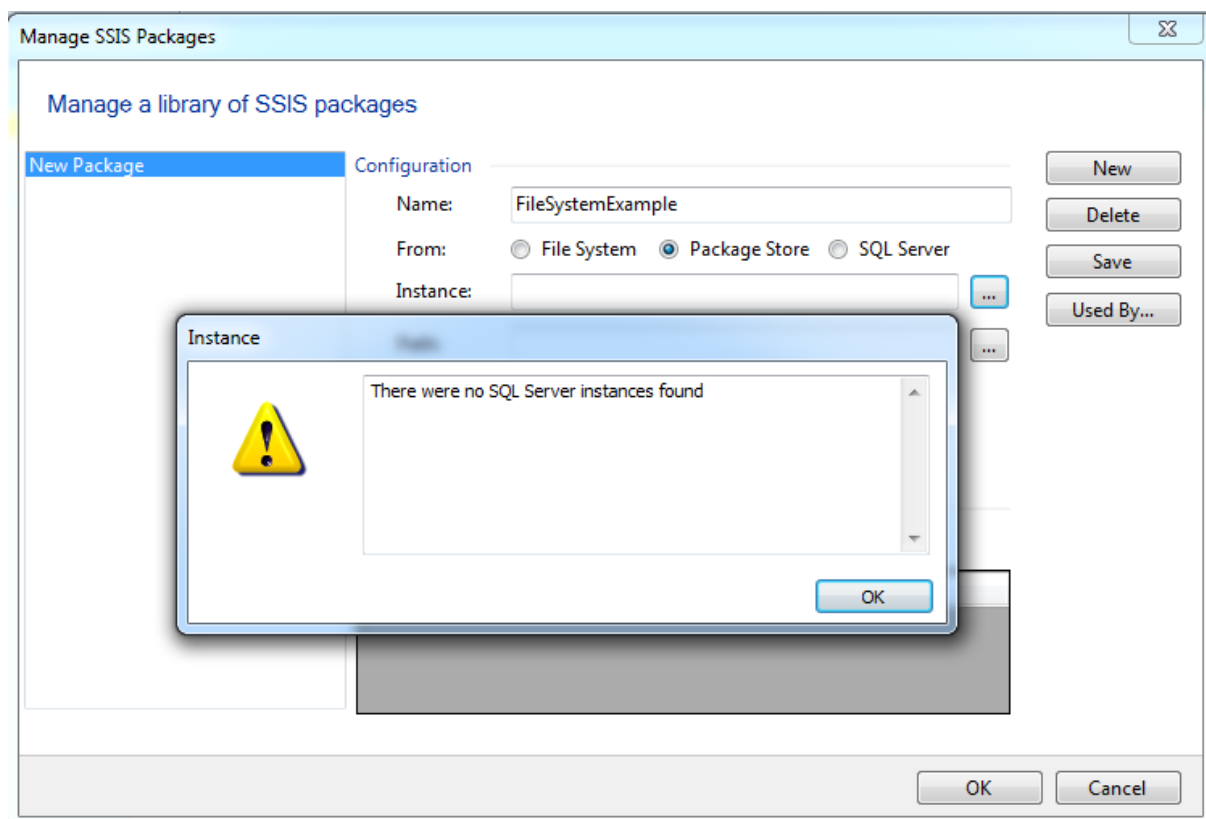 Manage SSIS Packages
Manage a library of SSIS packages
New Package
Configuration
Name: FileSystemExample
From: File System Package Store SQL Server
Instance: ...
...
New
Delete
Save
Used By...
Instance
There were no SQL Server instances found
OK
OK Cancel